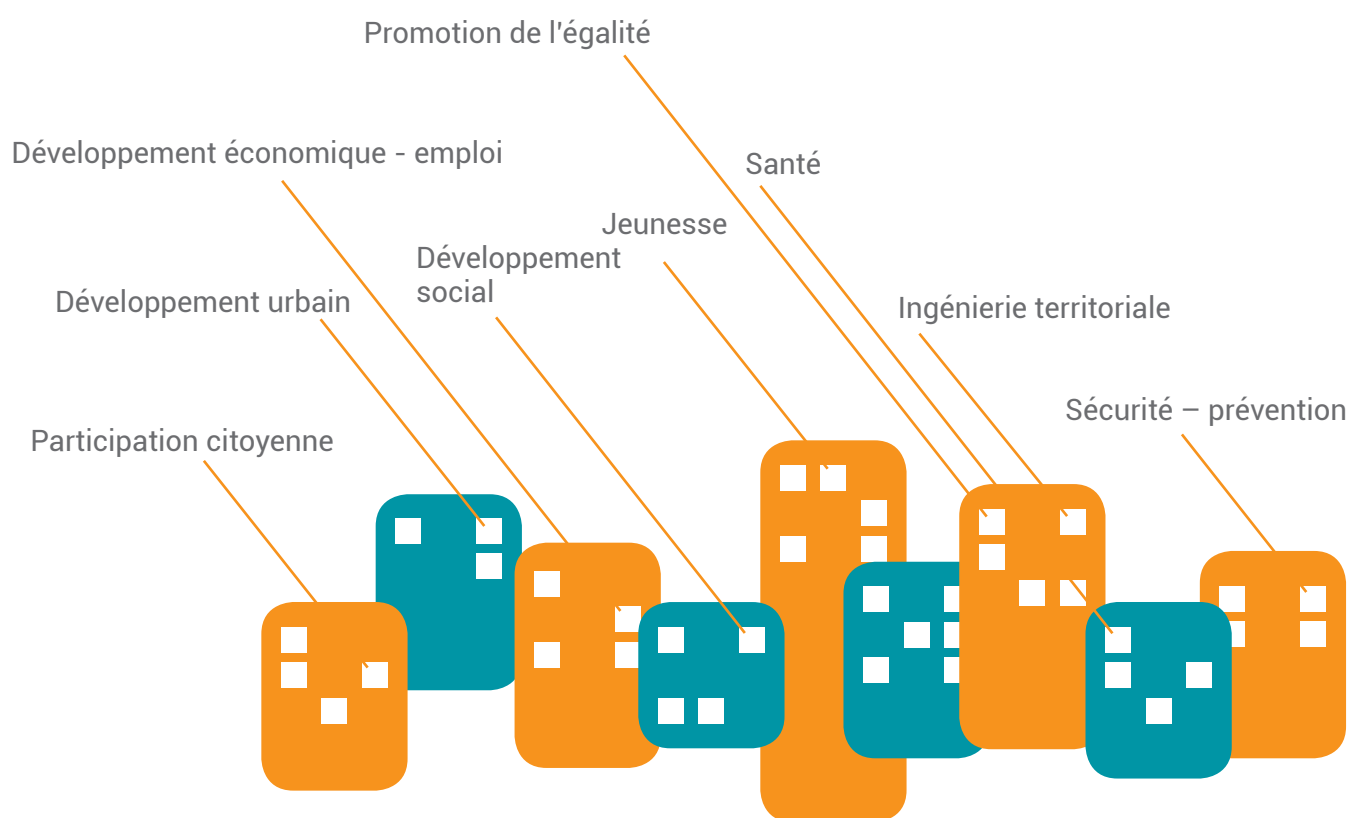 Promotion de l'égalité
Développement économique - emploi
Santé
Jeunesse
Développement
social
Développement urbain
Ingénierie territoriale
Sécurité – prévention
Participation citoyenne